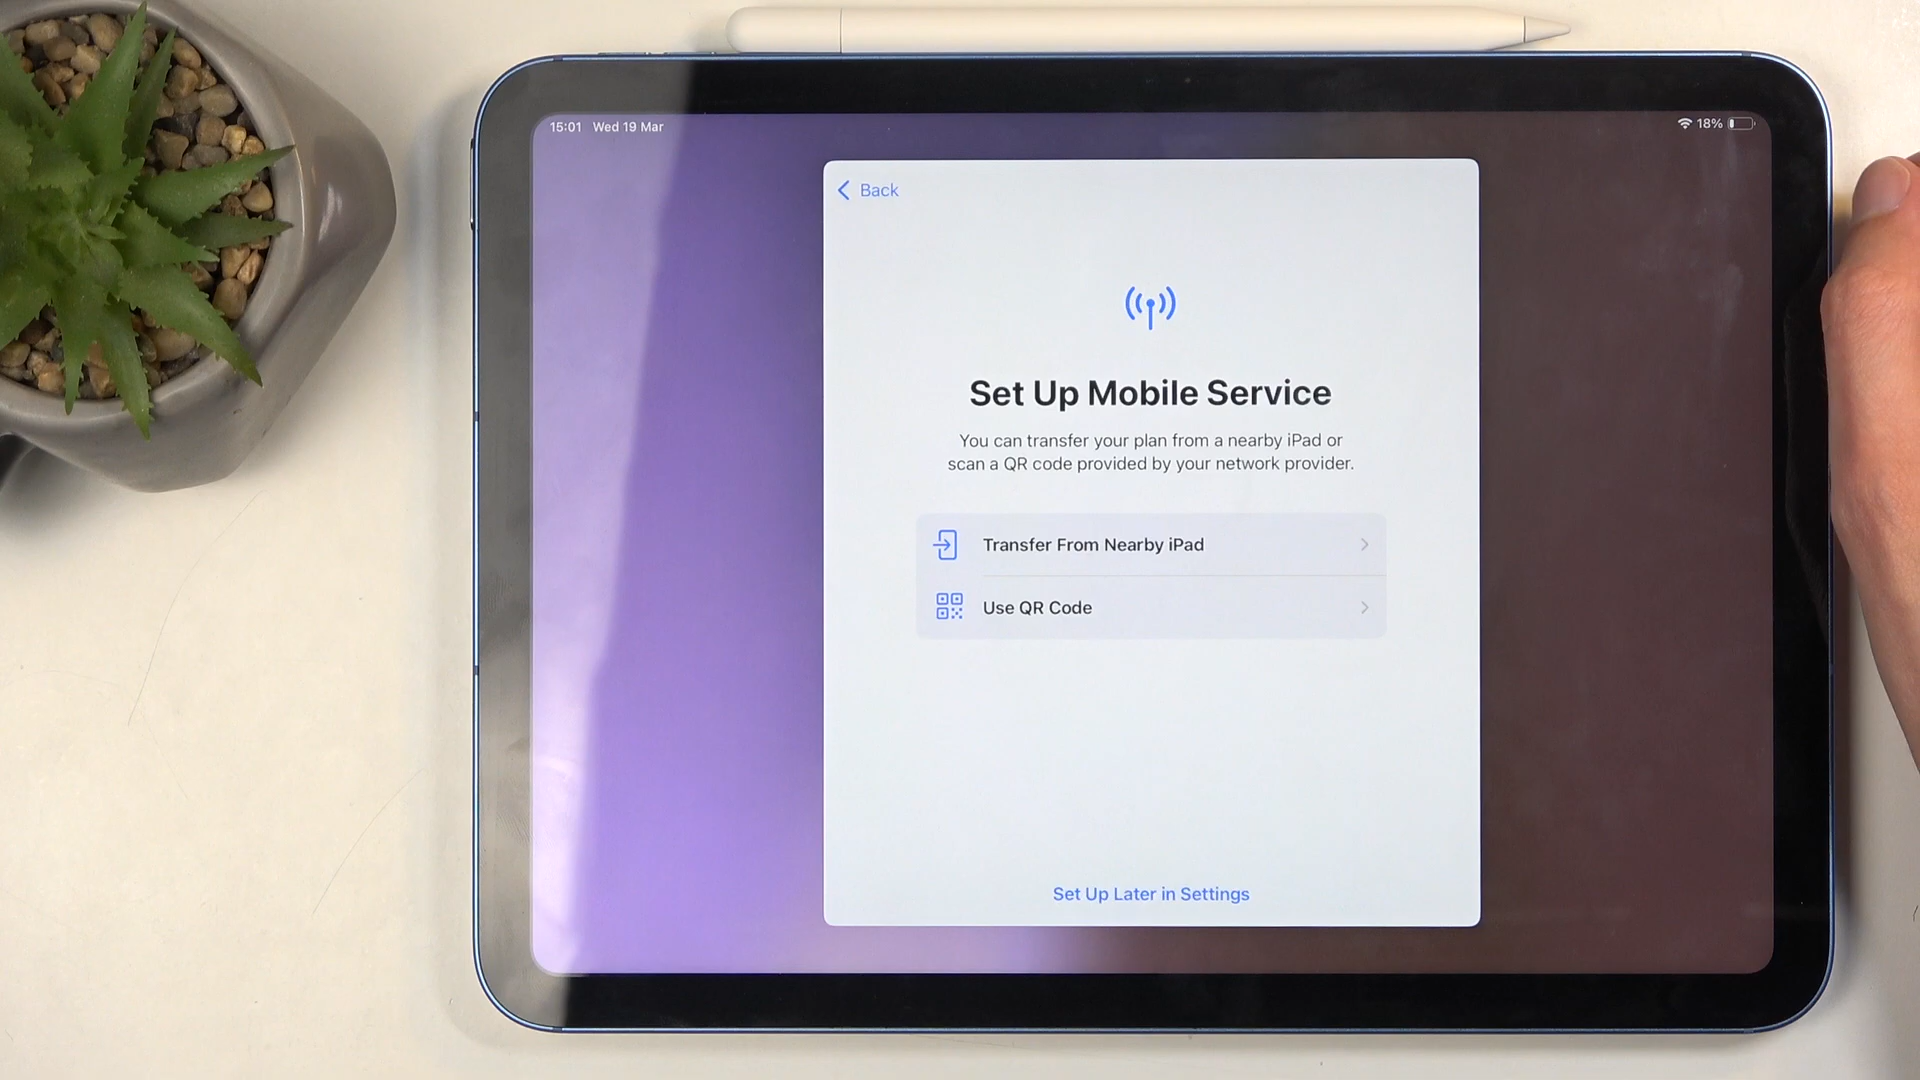 15:01 Wed 19 Mar
18%
Back
Set Up Mobile Service
You can transfer your plan from a nearby iPad or
scan a QR code provided by your network provider.
Transfer From Nearby iPad
Use QR Code
Set Up Later in Settings